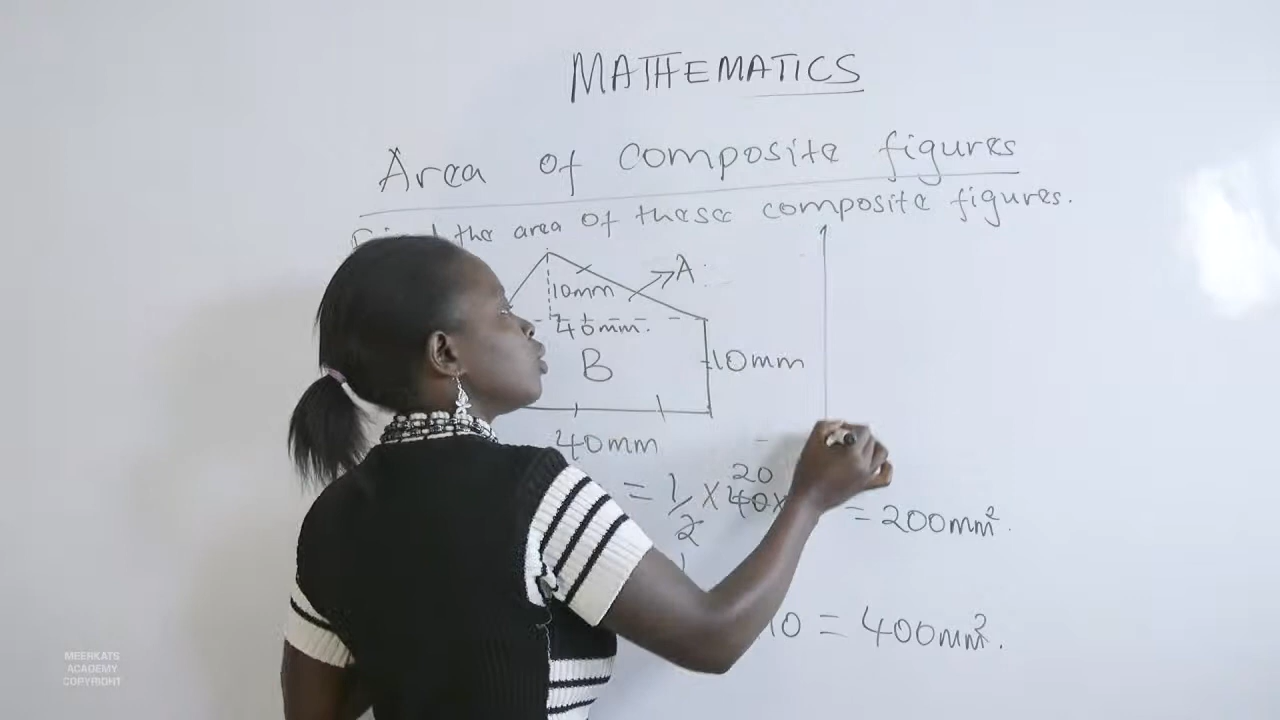 MATHEMATICS
Area of composite figures
the area of these composite figures.
10mm
A
40mm.
B
10mm
40mm
= 1/2 × 20
40 ×
= 200mm².
10 = 400mm².
MEERKATS
ACADEMY
COPYRIGHT